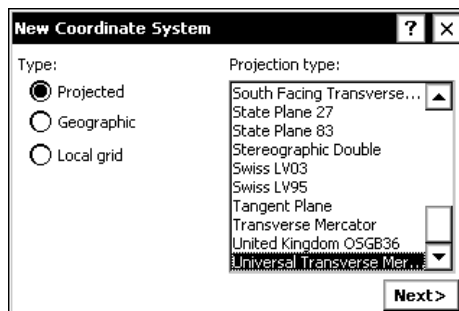 New Coordinate System ? ×
Type:
Projected
Geographic
Local grid
Projection type:
South Facing Transverse...
State Plane 27
State Plane 83
Stereographic Double
Swiss LV03
Swiss LV95
Tangent Plane
Transverse Mercator
United Kingdom OSGB36
Universal Transverse Mer...
Next>